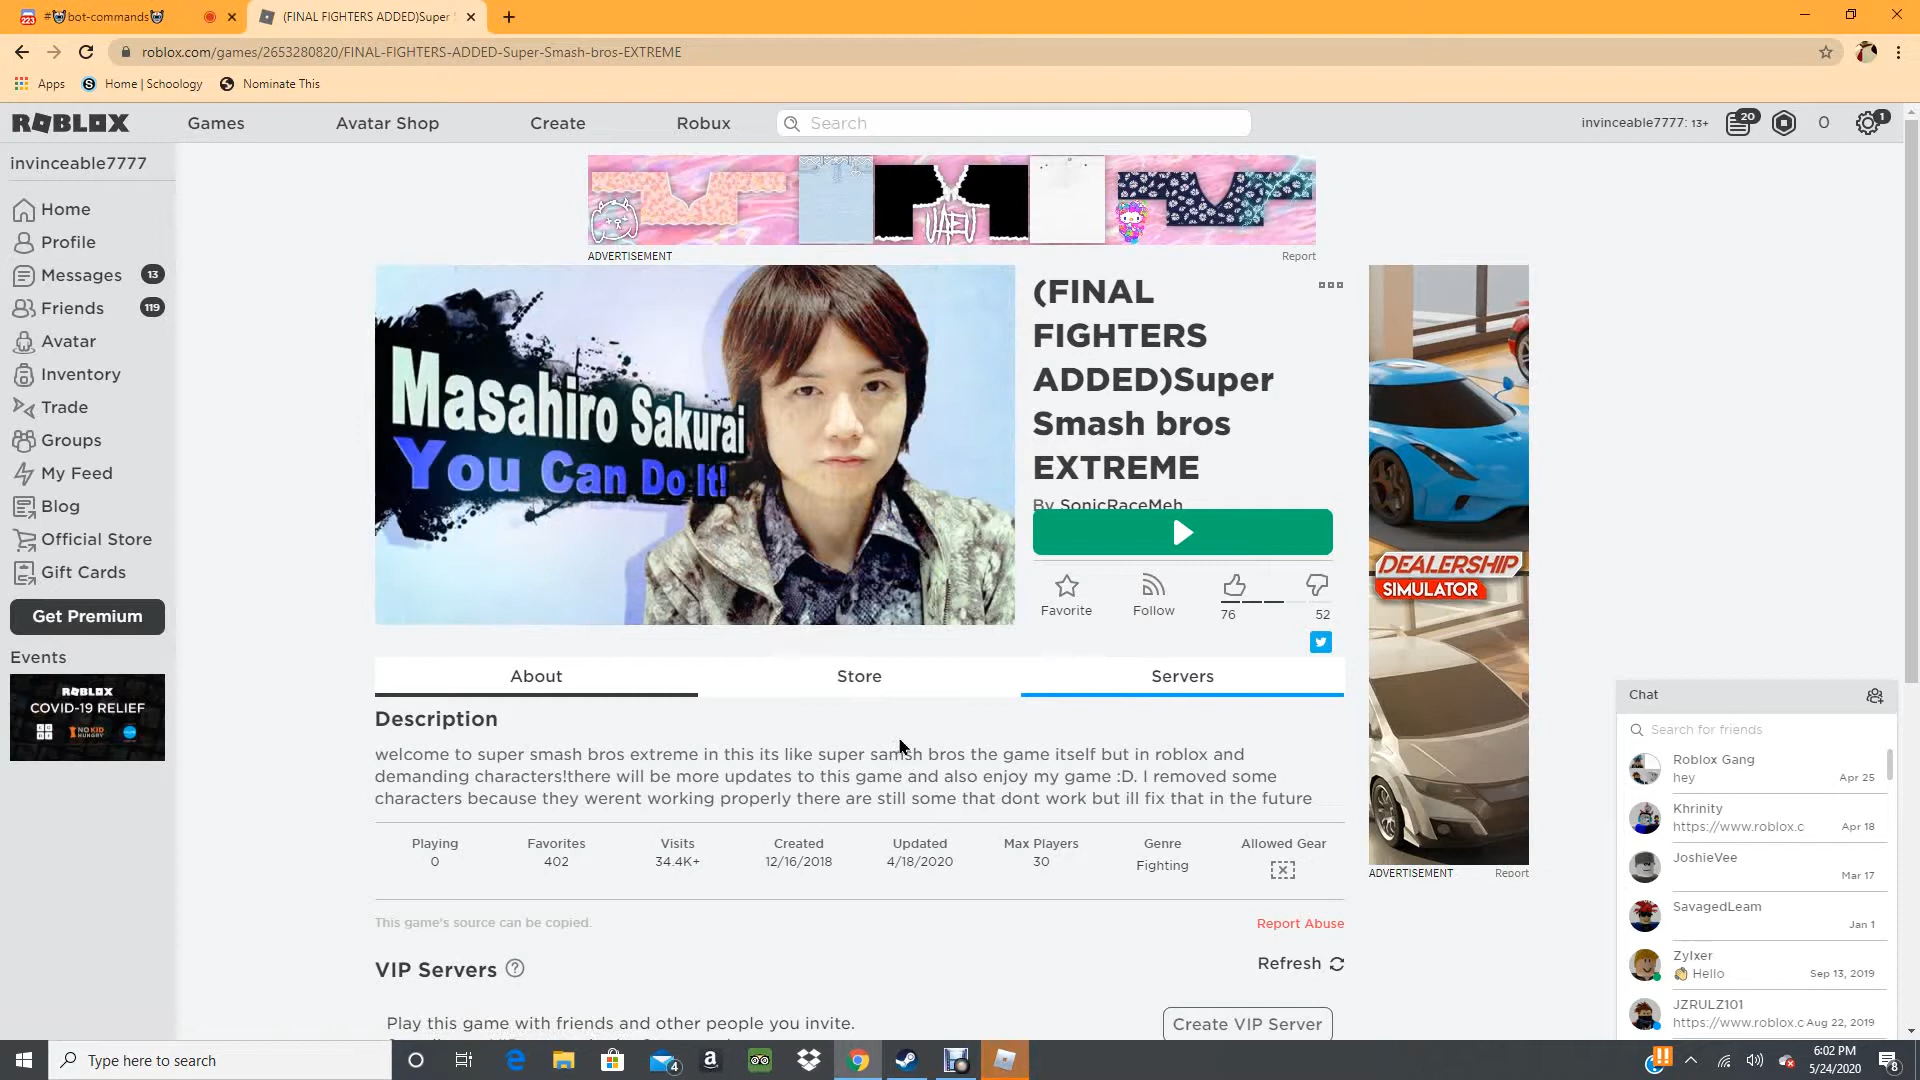 223
#bot-commands
(FINAL FIGHTERS ADDED)Super
roblox.com/games/2653280820/FINAL-FIGHTERS-ADDED-Super-Smash-bros-EXTREME
Apps
Home | Schoology
Nominate This
ROBLOX
Games
Avatar Shop
Create
Robux
Search
invinceable7777: 13+
20
0
1
invinceable7777
Home
Profile
Messages
13
Friends
119
Avatar
Inventory
Trade
Groups
My Feed
Blog
Official Store
Gift Cards
Get Premium
Events
ROBLOX
COVID-19 RELIEF
NO KID
HUNGRY
ADVERTISEMENT
Report
Masahiro Sakurai
You Can Do It!
(FINAL
FIGHTERS
ADDED)Super
Smash bros
EXTREME
By SonicRaceMeh
Favorite
Follow
76
52
About
Store
Servers
Description
welcome to super smash bros extreme in this its like super samsh bros the game itself but in roblox and
demanding characters!there will be more updates to this game and also enjoy my game :D. I removed some
characters because they werent working properly there are still some that dont work but ill fix that in the future
Playing
0
Favorites
402
Visits
34.4K+
Created
12/16/2018
Updated
4/18/2020
Max Players
30
Genre
Fighting
Allowed Gear
This game's source can be copied.
Report Abuse
VIP Servers
Refresh
Play this game with friends and other people you invite.
Create VIP Server
DEALERSHIP
SIMULATOR
ADVERTISEMENT
Report
Chat
Search for friends
Roblox Gang
hey
Apr 25
Khrinity
https://www.roblox.c
Apr 18
JoshieVee
Mar 17
SavagedLeam
Jan 1
Zylxer
👋 Hello
Sep 13, 2019
JZRULZ101
https://www.roblox.c
Aug 22, 2019
Type here to search
4
6:02 PM
5/24/2020
8